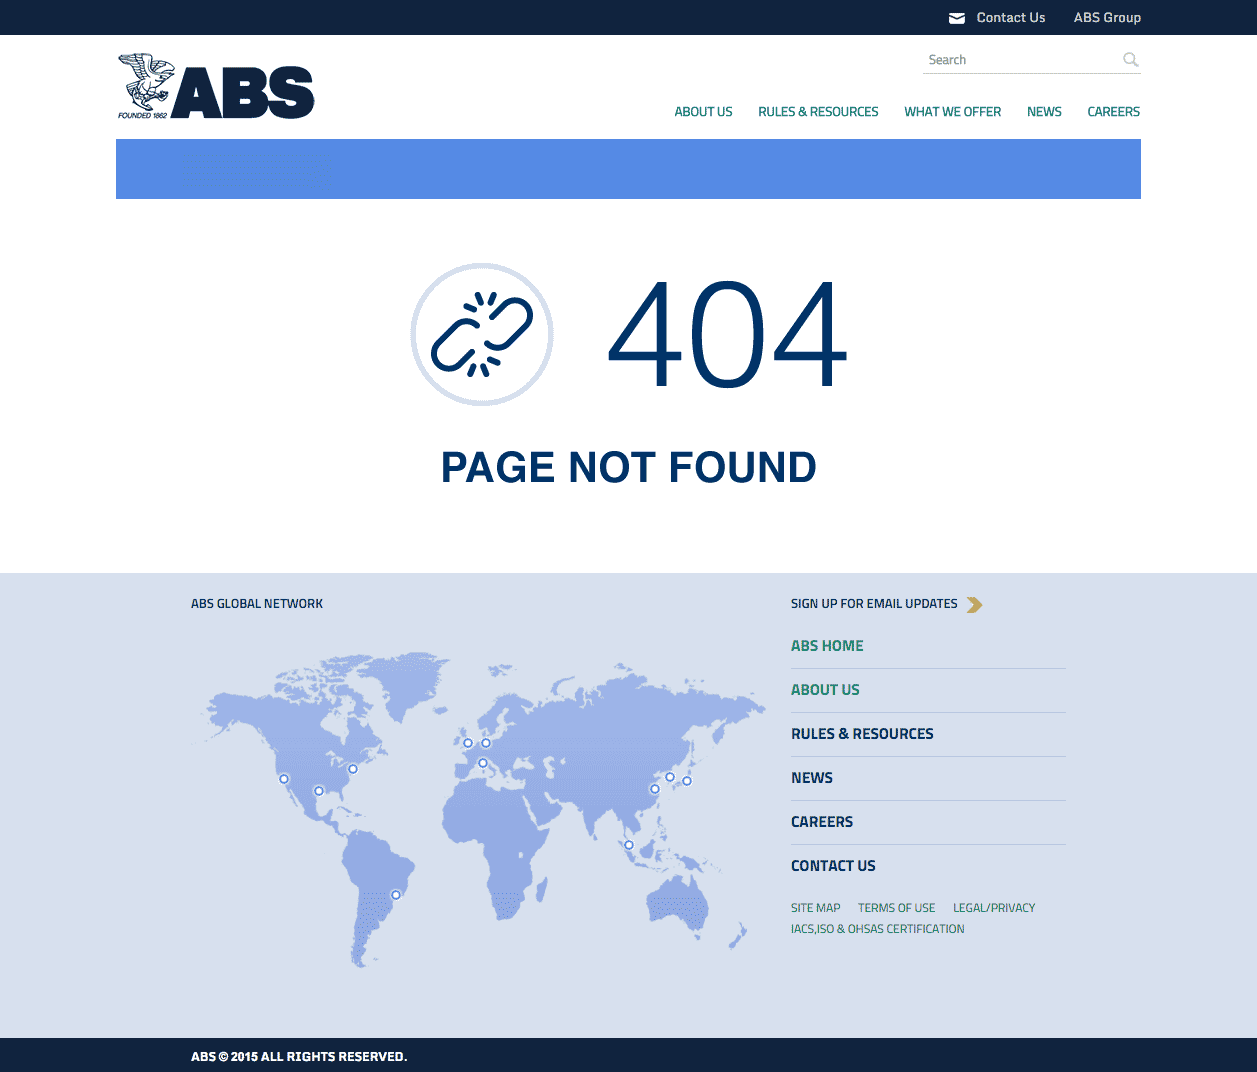 Contact Us ABS Group
Search
FOUNDED 1862 ABS
ABOUT US RULES & RESOURCES WHAT WE OFFER NEWS CAREERS
404
PAGE NOT FOUND
ABS GLOBAL NETWORK
SIGN UP FOR EMAIL UPDATES
ABS HOME
ABOUT US
RULES & RESOURCES
NEWS
CAREERS
CONTACT US
SITE MAP TERMS OF USE LEGAL/PRIVACY
IACS,ISO & OHSAS CERTIFICATION
ABS © 2015 ALL RIGHTS RESERVED.